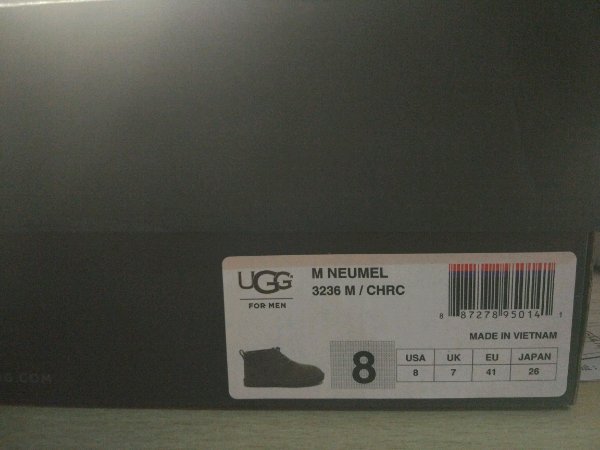 UGG
FOR MEN
M NEUMEL
3236 M / CHRC
8 87278 95014 1
MADE IN VIETNAM
8
USA UK EU JAPAN
8 7 41 26
G.COM